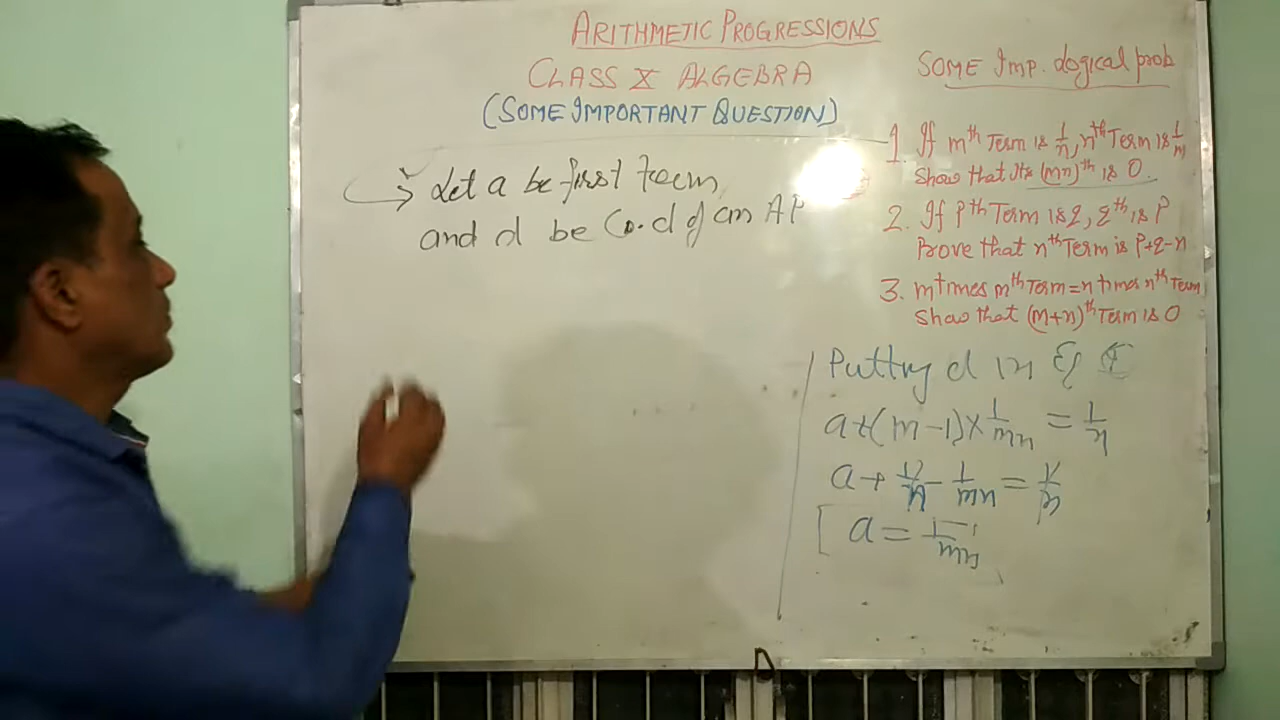 ARITHMETIC PROGRESSIONS
CLASS X ALGEBRA
(SOME IMPORTANT QUESTION)
Let a be first term
and d be Co.d of an AP
SOME Imp. logical prob
1. If mth Term is 1/n, nth Term is 1/m
Show that Its (mn)th is 0.
2. If Pth Term is q, qth is P
Prove that nth Term is P+q-n
3. m times mth Term = n times nth Term
Show that (m+n)th Term is 0
Putting d in Eq I
a+(m-1)×1/mn = 1/n
a + 1/n - 1/mn = 1/n
[ a = 1/mn